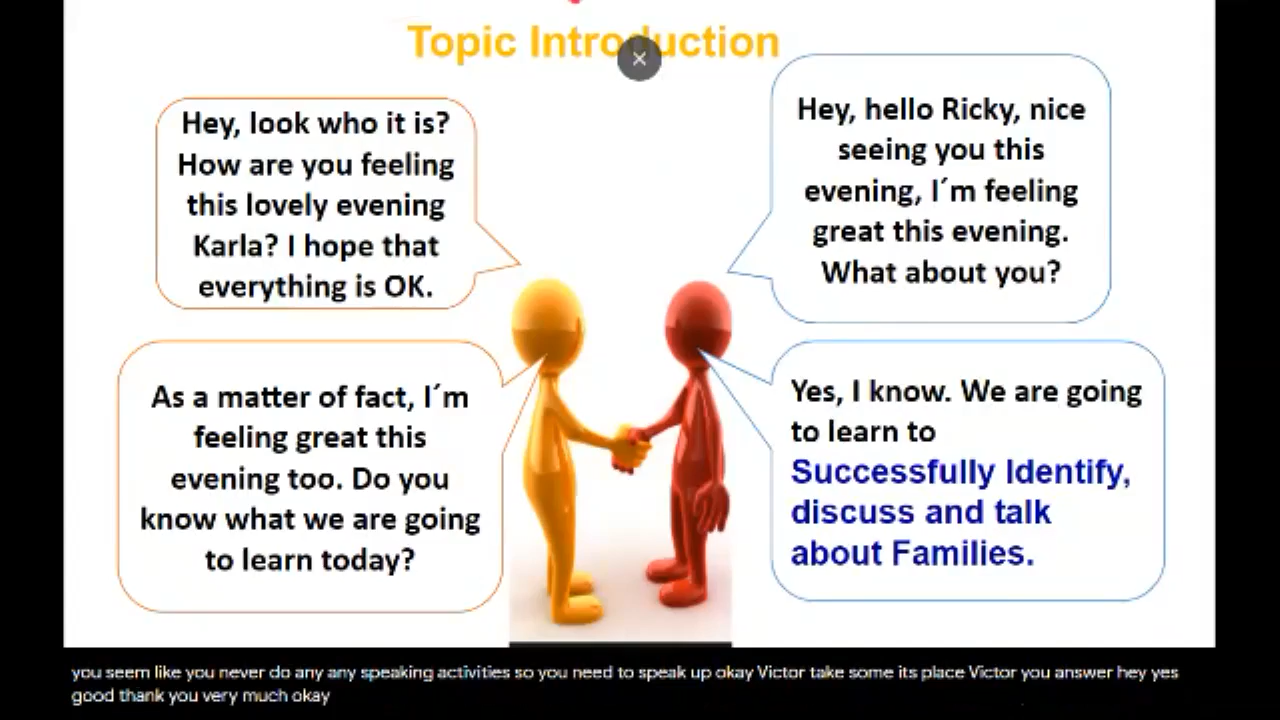 Topic Introduction
Hey, look who it is?
How are you feeling
this lovely evening
Karla? I hope that
everything is OK.
Hey, hello Ricky, nice
seeing you this
evening, I´m feeling
great this evening.
What about you?
As a matter of fact, I´m
feeling great this
evening too. Do you
know what we are going
to learn today?
Yes, I know. We are going
to learn to
Successfully Identify,
discuss and talk
about Families.
you seem like you never do any any speaking activities so you need to speak up okay Victor take some its place Victor you answer hey yes
good thank you very much okay